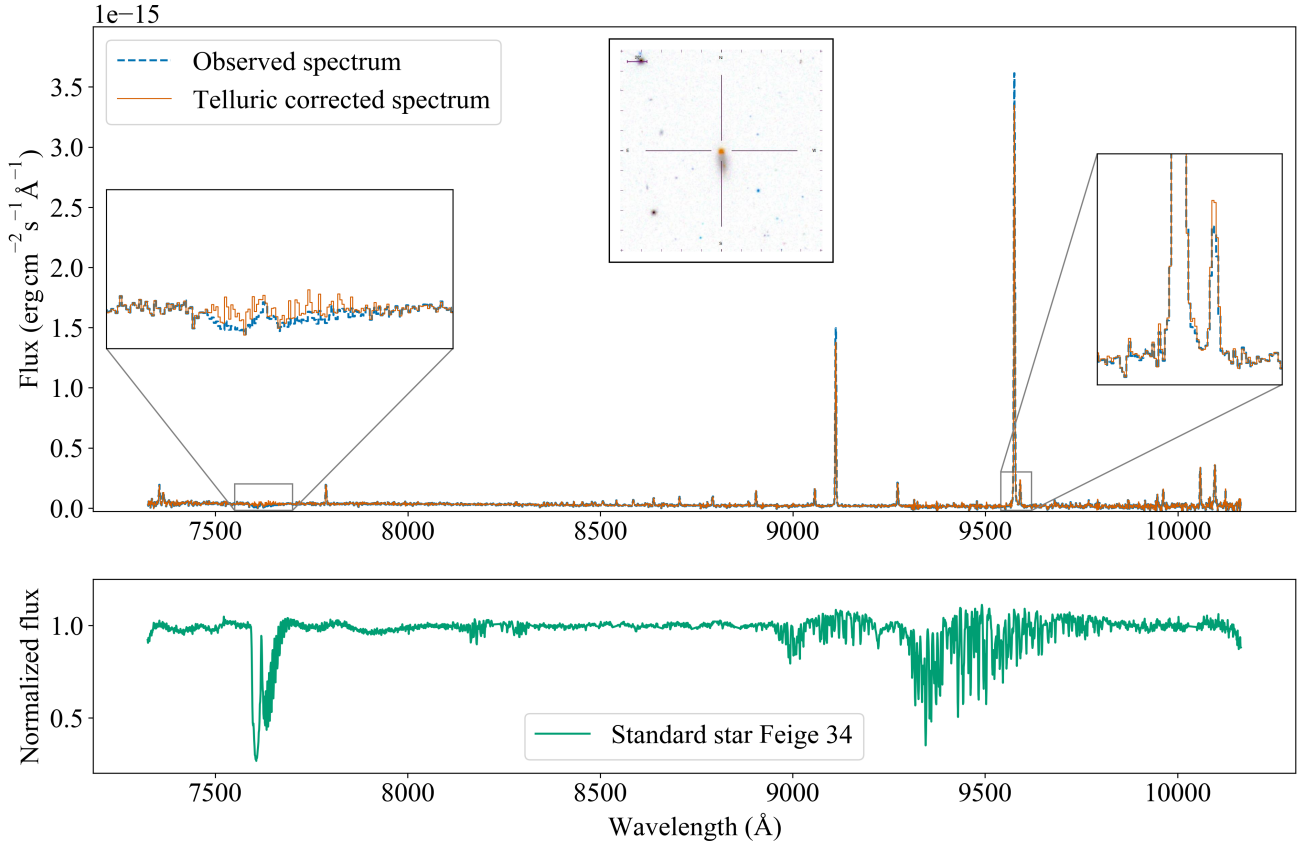 1e−15
Observed spectrum
Telluric corrected spectrum
Flux (erg cm−2 s−1 Å−1)
3.5
3.0
2.5
2.0
1.5
1.0
0.5
0.0
N
E
W
S
7500
8000
8500
9000
9500
10000
Normalized flux
1.0
0.5
Standard star Feige 34
7500
8000
8500
9000
9500
10000
Wavelength (Å)